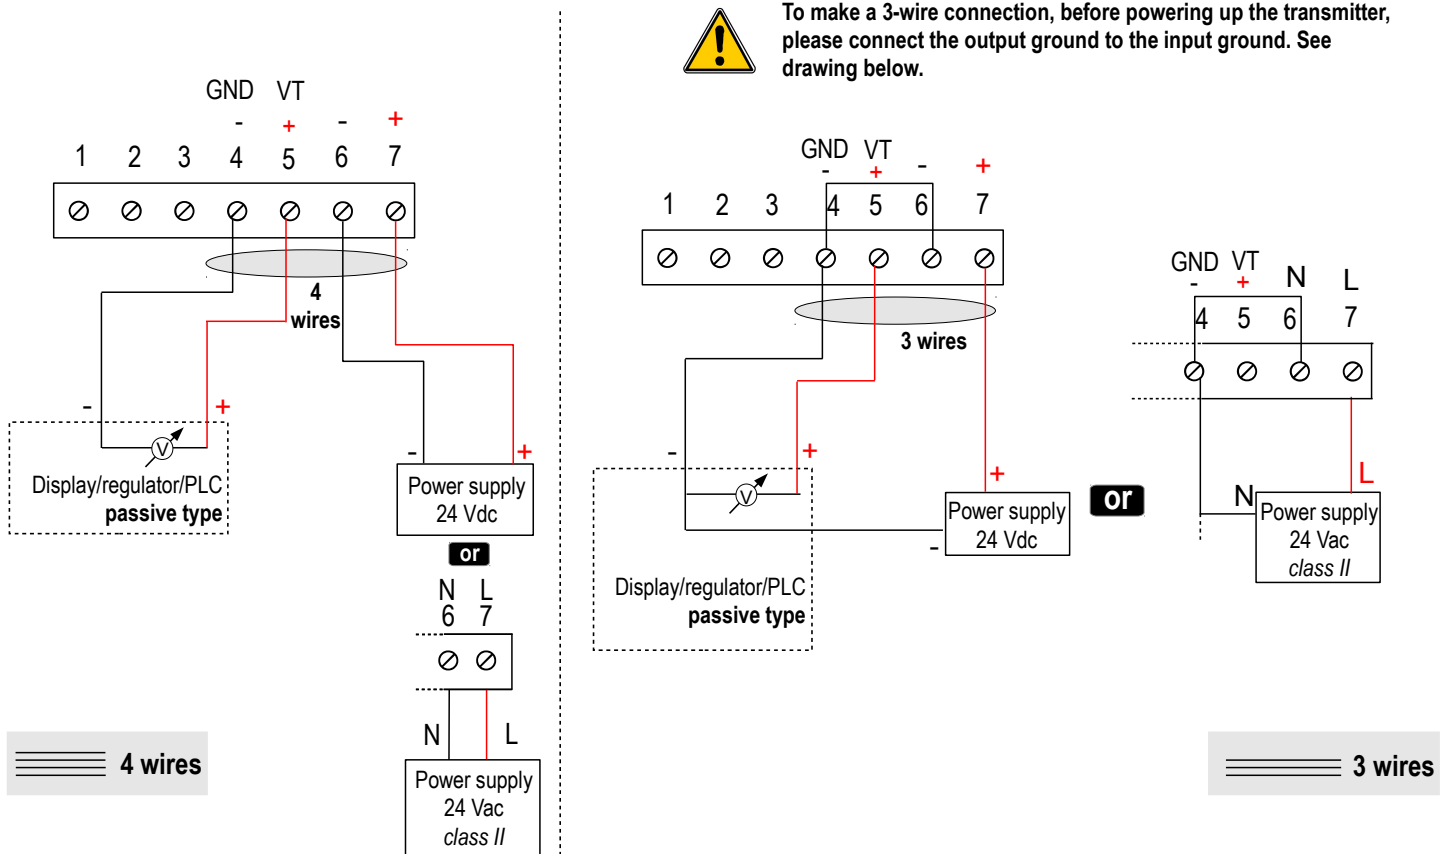 To make a 3-wire connection, before powering up the transmitter,
please connect the output ground to the input ground. See
drawing below.
GND VT
- + - +
1 2 3 4 5 6 7
4
wires
- +
V
Display/regulator/PLC
passive type
- +
Power supply
24 Vdc
or
N L
6 7
N L
Power supply
24 Vac
class II
4 wires
GND VT
- + - +
1 2 3 4 5 6 7
3 wires
- +
V
Display/regulator/PLC
passive type
+
-
Power supply
24 Vdc
or
GND VT N L
- +
4 5 6 7
N L
Power supply
24 Vac
class II
3 wires